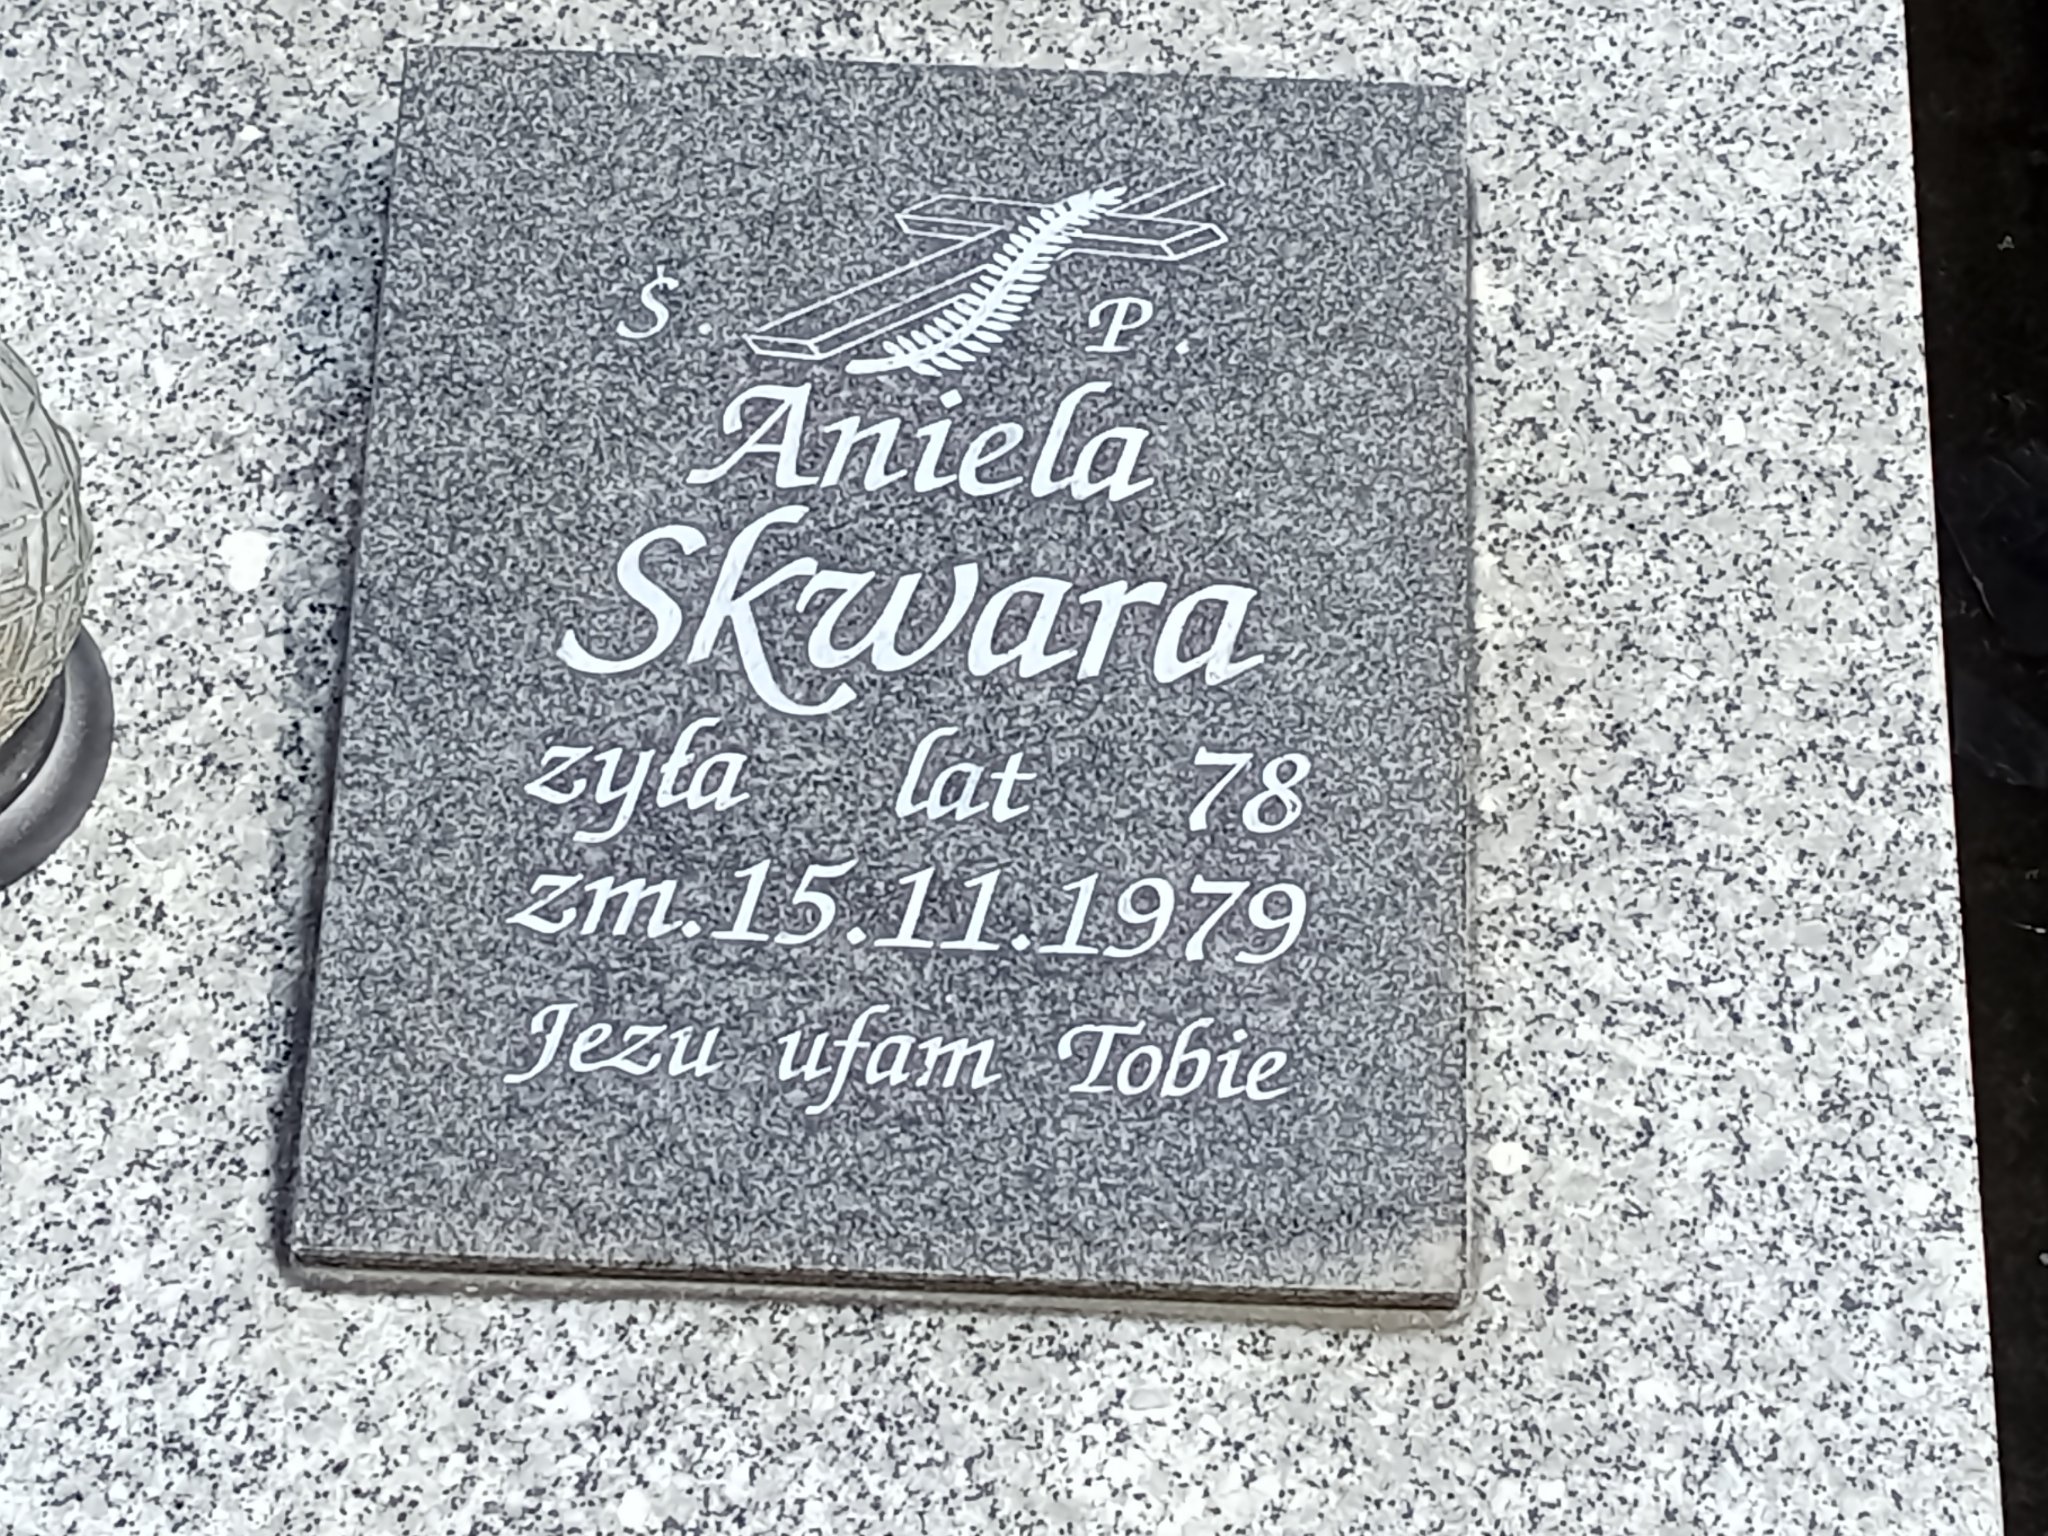 Ś. P.
Aniela
Skwara
żyła lat 78
zm. 15.11.1979
Jezu ufam Tobie